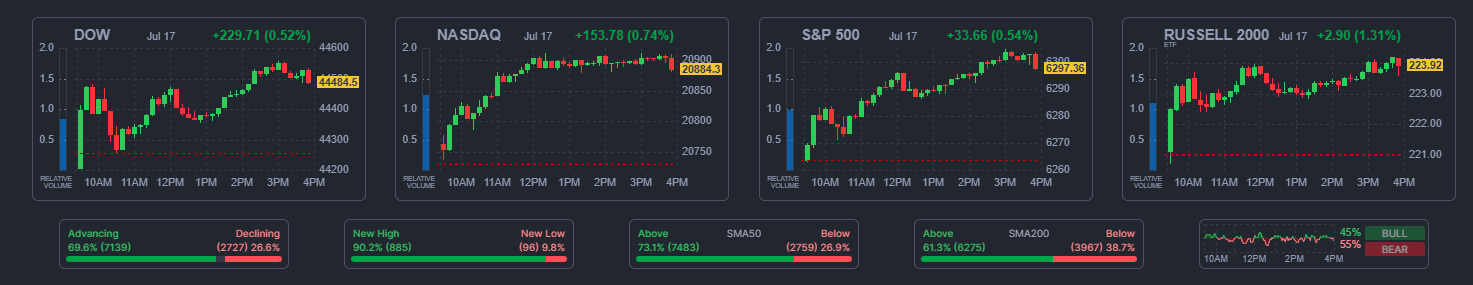 DOW Jul 17 +229.71 (0.52%)
2.0
1.5
1.0
0.5
44600
44484.5
44400
44300
44200
RELATIVE
VOLUME
10AM 11AM 12PM 1PM 2PM 3PM 4PM
NASDAQ Jul 17 +153.78 (0.74%)
2.0
1.5
1.0
0.5
20900
20884.3
20850
20800
20750
RELATIVE
VOLUME
10AM 11AM 12PM 1PM 2PM 3PM 4PM
S&P 500 Jul 17 +33.66 (0.54%)
2.0
1.5
1.0
0.5
6297.36
6290
6280
6270
6260
RELATIVE
VOLUME
10AM 11AM 12PM 1PM 2PM 3PM 4PM
RUSSELL 2000 Jul 17 +2.90 (1.31%)
ETF
2.0
1.5
1.0
0.5
223.92
223.00
222.00
221.00
RELATIVE
VOLUME
10AM 11AM 12PM 1PM 2PM 3PM 4PM
Advancing Declining
69.6% (7139) (2727) 26.6%
New High New Low
90.2% (885) (96) 9.8%
Above SMA50 Below
73.1% (7483) (2759) 26.9%
Above SMA200 Below
61.3% (6275) (3967) 38.7%
45% BULL
55% BEAR
10AM 12PM 2PM 4PM